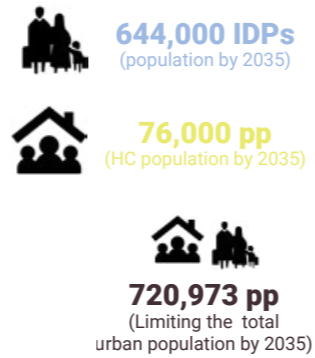 644,000 IDPs
(population by 2035)
76,000 pp
(HC population by 2035)
720,973 pp
(Limiting the total
urban population by 2035)